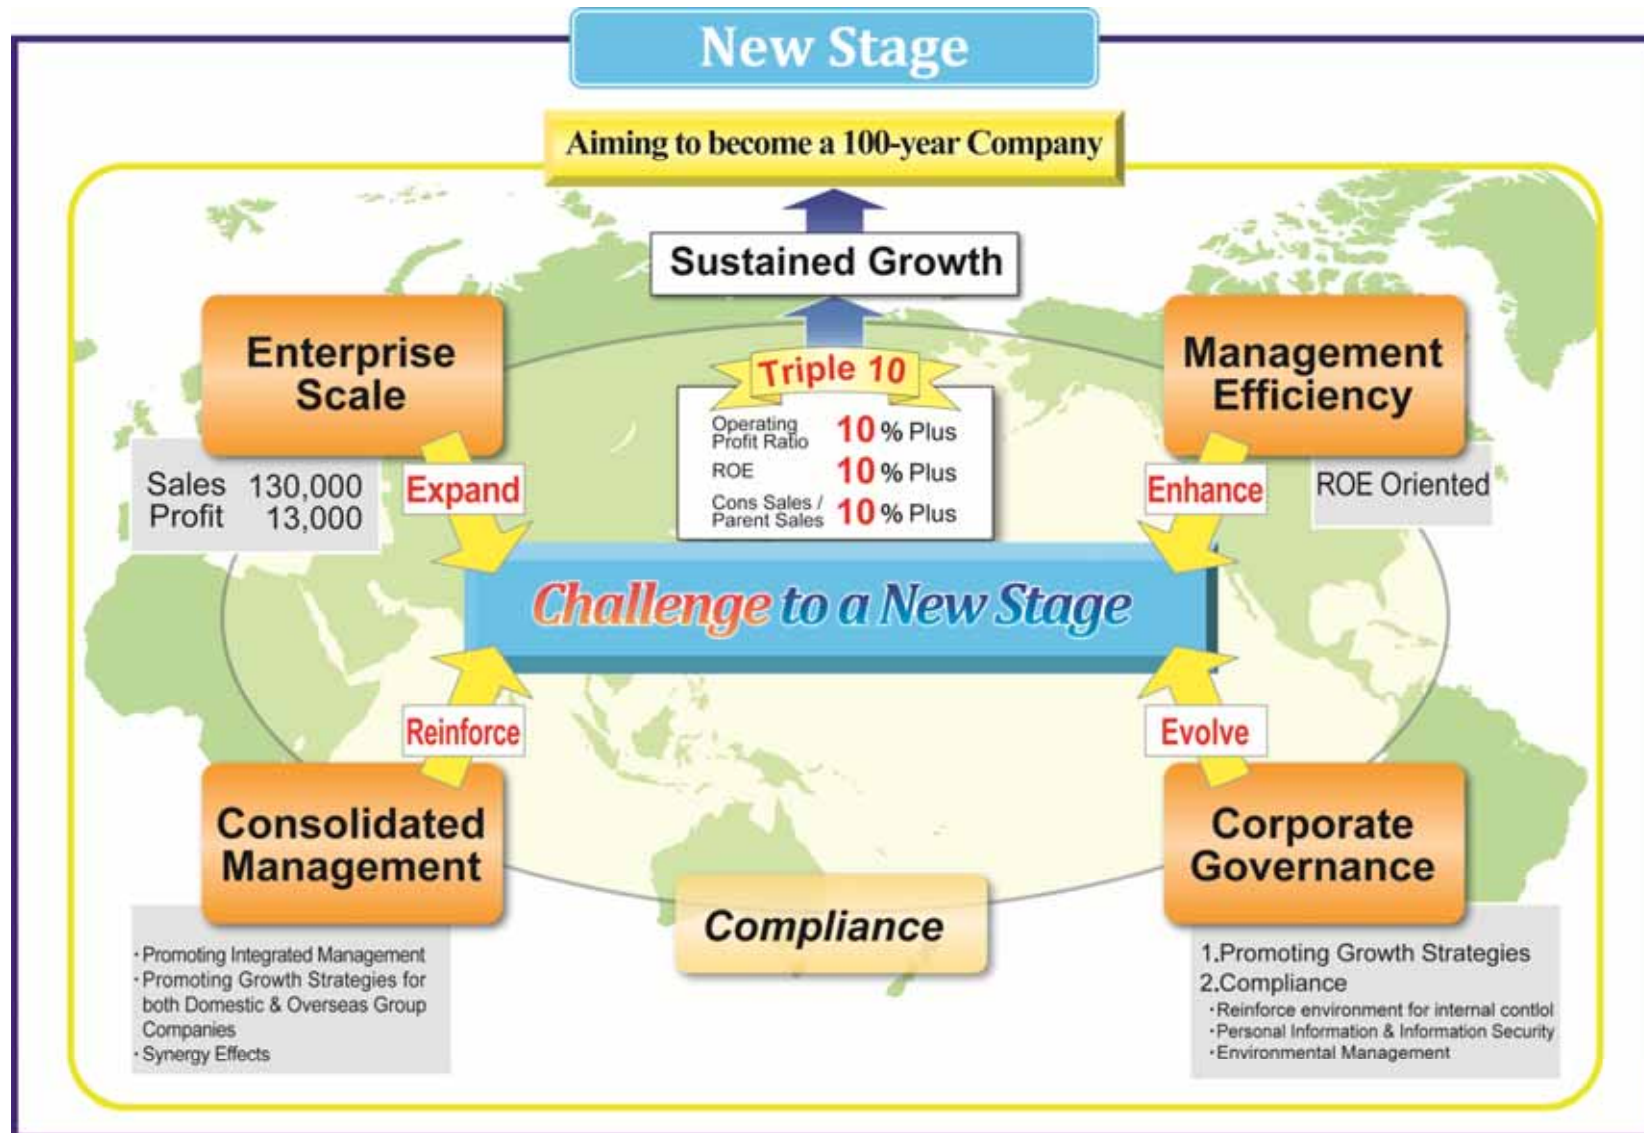 New Stage
Aiming to become a 100-year Company
Sustained Growth
Enterprise
Scale
Sales 130,000
Profit 13,000
Expand
Triple 10
Operating
Profit Ratio 10 % Plus
ROE 10 % Plus
Cons Sales /
Parent Sales 10 % Plus
Management
Efficiency
Enhance
ROE Oriented
Challenge to a New Stage
Reinforce
Consolidated
Management
・Promoting Integrated Management
・Promoting Growth Strategies for
both Domestic & Overseas Group
Companies
・Synergy Effects
Compliance
Evolve
Corporate
Governance
1.Promoting Growth Strategies
2.Compliance
・Reinforce environment for internal contlol
・Personal Information & Information Security
・Environmental Management